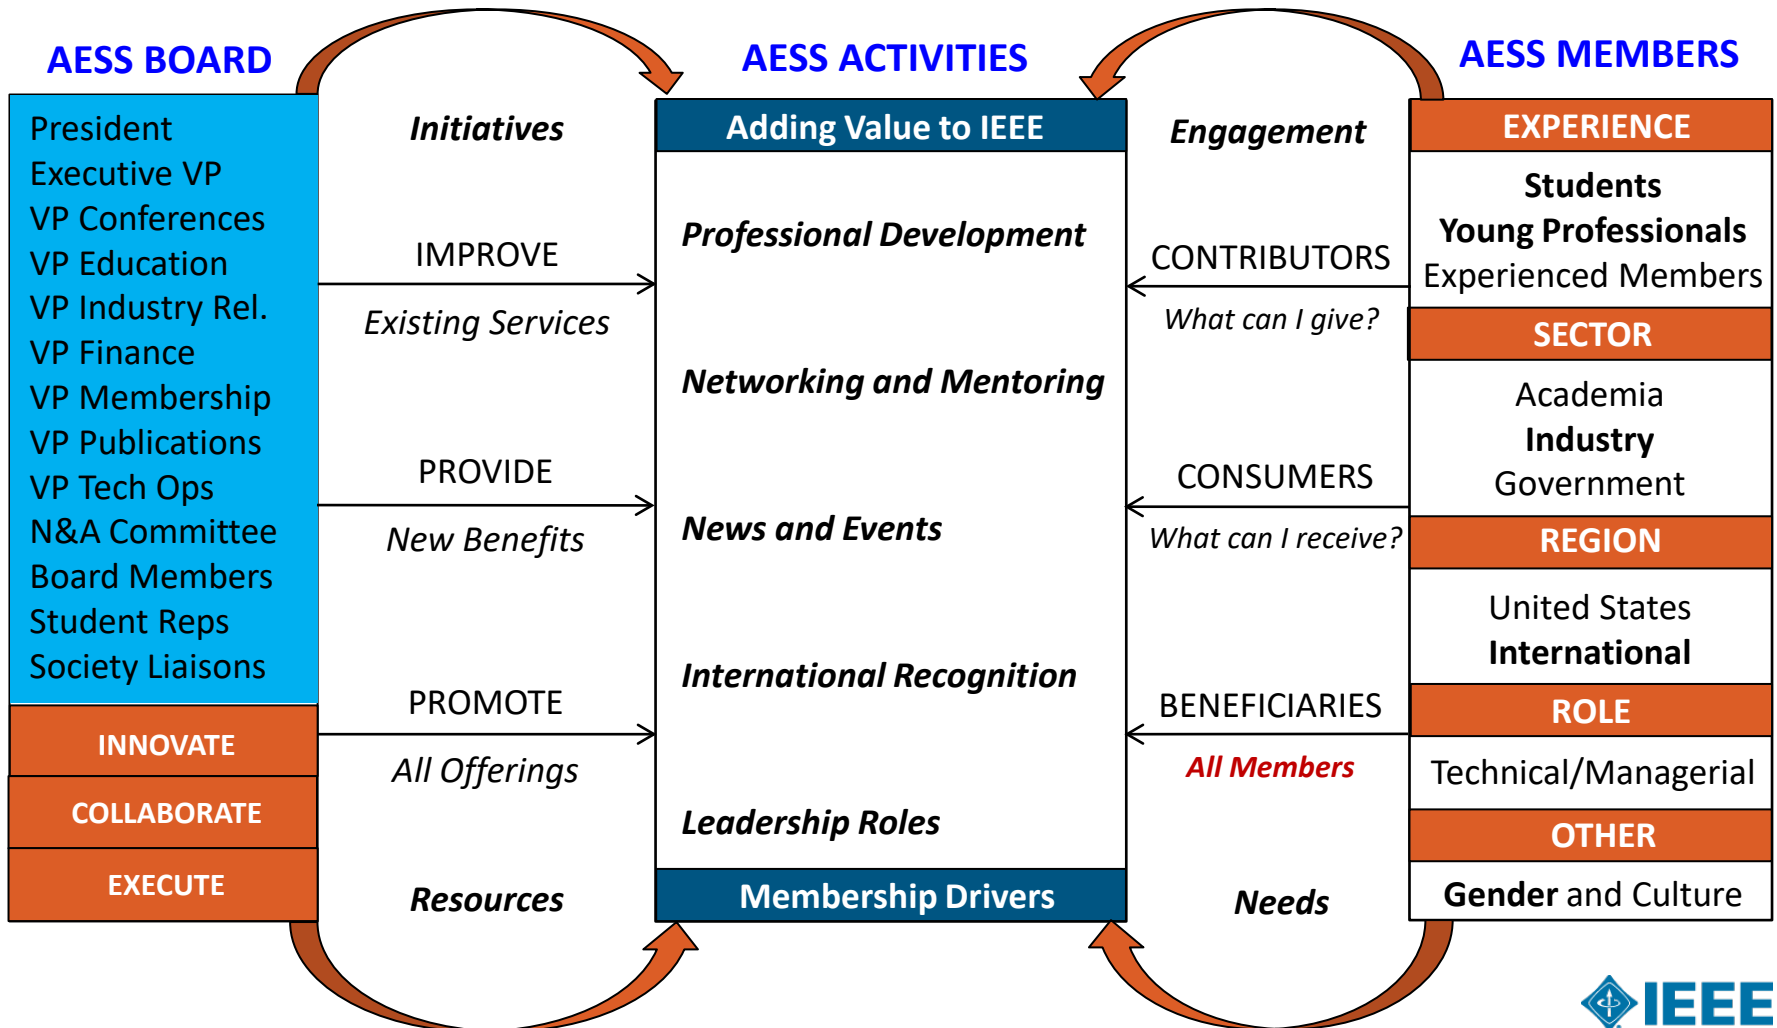 AESS BOARD
President
Executive VP
VP Conferences
VP Education
VP Industry Rel.
VP Finance
VP Membership
VP Publications
VP Tech Ops
N&A Committee
Board Members
Student Reps
Society Liaisons
INNOVATE
COLLABORATE
EXECUTE
Initiatives
IMPROVE
Existing Services
PROVIDE
New Benefits
PROMOTE
All Offerings
Resources
AESS ACTIVITIES
Adding Value to IEEE
Professional Development
Networking and Mentoring
News and Events
International Recognition
Leadership Roles
Membership Drivers
Engagement
CONTRIBUTORS
What can I give?
CONSUMERS
What can I receive?
BENEFICIARIES
All Members
Needs
AESS MEMBERS
EXPERIENCE
Students
Young Professionals
Experienced Members
SECTOR
Academia
Industry
Government
REGION
United States
International
ROLE
Technical/Managerial
OTHER
Gender and Culture
IEEE